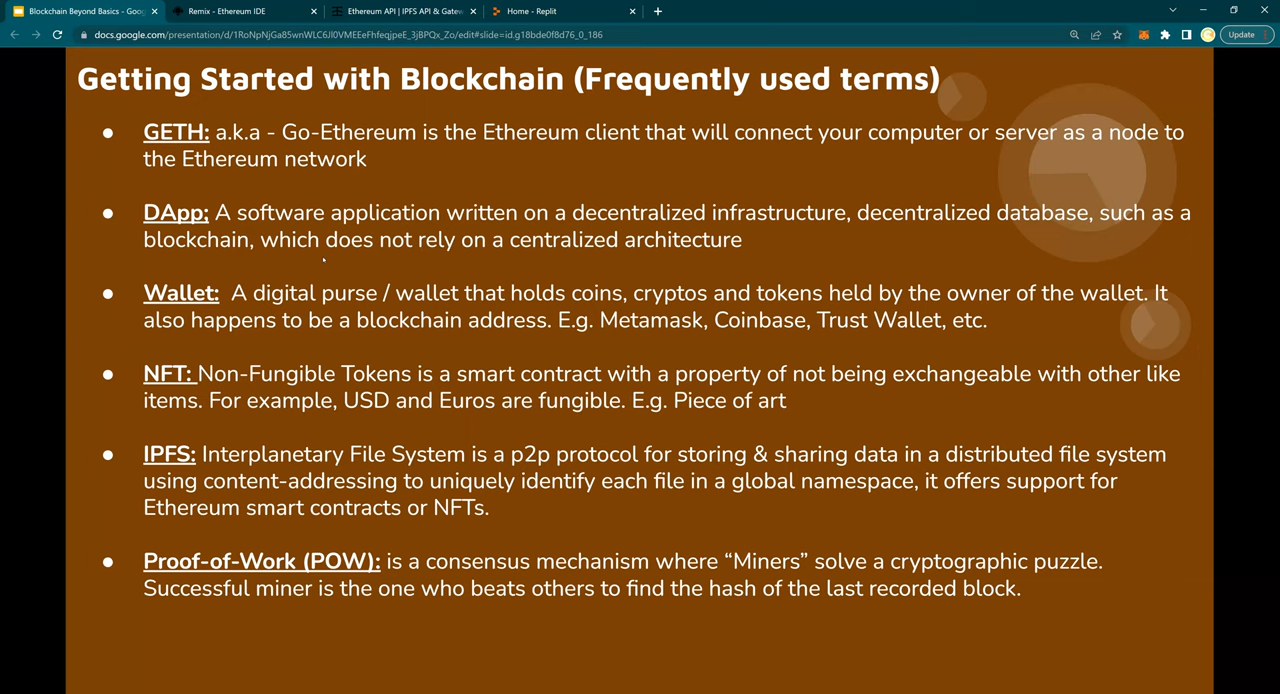 Blockchain Beyond Basics - Goog
Remix - Ethereum IDE
Ethereum API | IPFS API & Gatew
Home - Replit
docs.google.com/presentation/d/1RoNpNjGa85wnWLC6Jl0VMEEeFhfeqjpeE_3jBPQx_Zo/edit#slide=id.g18bde0f8d76_0_186
Update
Getting Started with Blockchain (Frequently used terms)
● GETH: a.k.a - Go-Ethereum is the Ethereum client that will connect your computer or server as a node to
the Ethereum network
● DApp: A software application written on a decentralized infrastructure, decentralized database, such as a
blockchain, which does not rely on a centralized architecture
● Wallet: A digital purse / wallet that holds coins, cryptos and tokens held by the owner of the wallet. It
also happens to be a blockchain address. E.g. Metamask, Coinbase, Trust Wallet, etc.
● NFT: Non-Fungible Tokens is a smart contract with a property of not being exchangeable with other like
items. For example, USD and Euros are fungible. E.g. Piece of art
● IPFS: Interplanetary File System is a p2p protocol for storing & sharing data in a distributed file system
using content-addressing to uniquely identify each file in a global namespace, it offers support for
Ethereum smart contracts or NFTs.
● Proof-of-Work (POW): is a consensus mechanism where “Miners” solve a cryptographic puzzle.
Successful miner is the one who beats others to find the hash of the last recorded block.